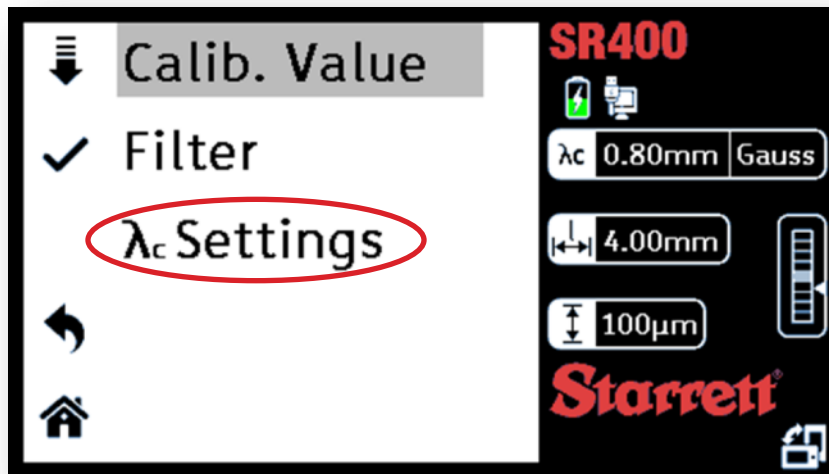 Calib. Value
Filter
λc Settings
SR400
λc 0.80mm Gauss
l 4.00mm
100µm
Starrett®